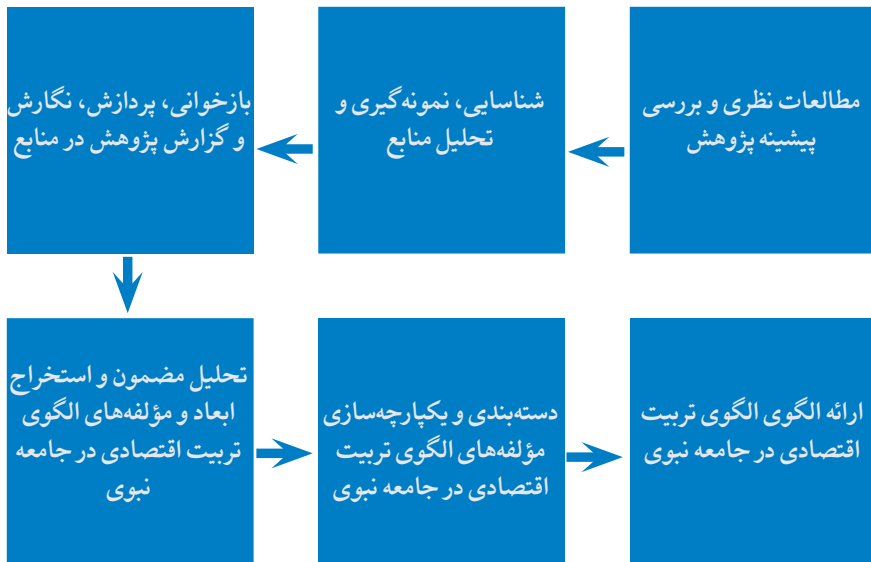 مطالعات نظری و بررسی
پیشینه پژوهش
شناسایی، نمونه‌گیری و
تحلیل منابع
بازخوانی، پردازش، نگارش
و گزارش پژوهش در منابع
تحلیل مضمون و استخراج
ابعاد و مؤلفه‌های الگوی
تربیت اقتصادی در جامعه
نبوی
دسته‌بندی و یکپارچه‌سازی
مؤلفه‌های الگوی تربیت
اقتصادی در جامعه نبوی
ارائه الگوی الگوی تربیت
اقتصادی در جامعه نبوی